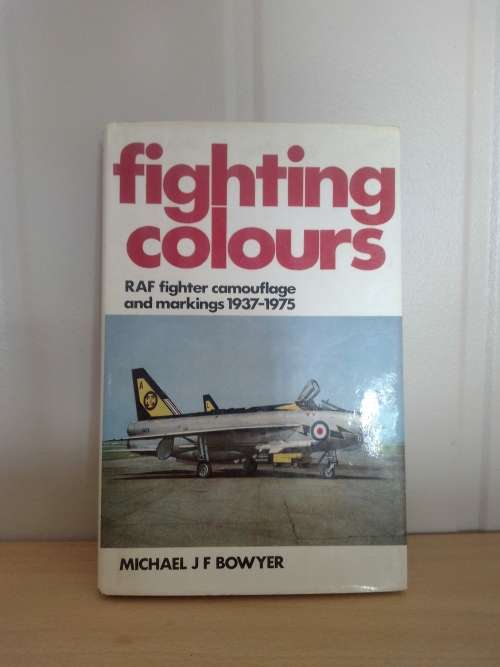 fighting
colours
RAF fighter camouflage
and markings 1937-1975
A
MICHAEL J F BOWYER